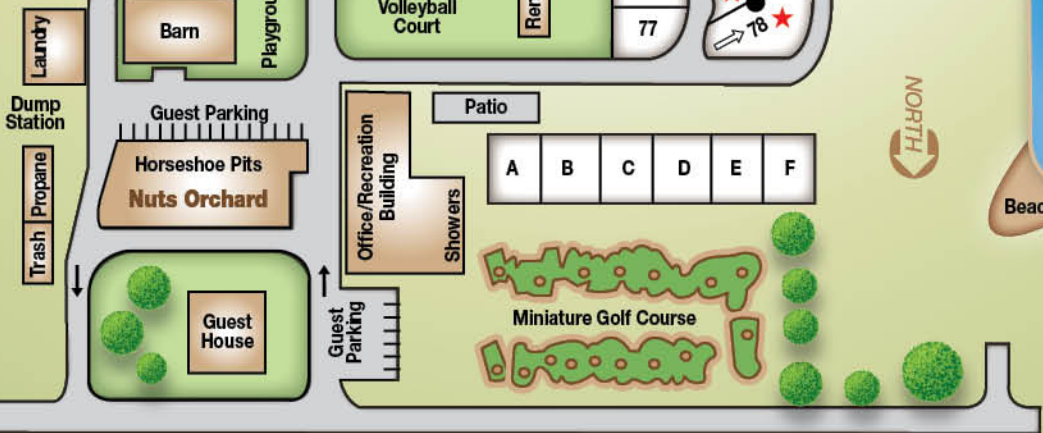 Laundry
Barn
Playgrou
Volleyball
Court
Ren
77
78
Dump
Station
Guest Parking
Patio
NORTH
Propane
Horseshoe Pits
Nuts Orchard
Office/Recreation
Building
Showers
A B C D E F
Trash
Beac
Guest
House
Guest
Parking
Miniature Golf Course